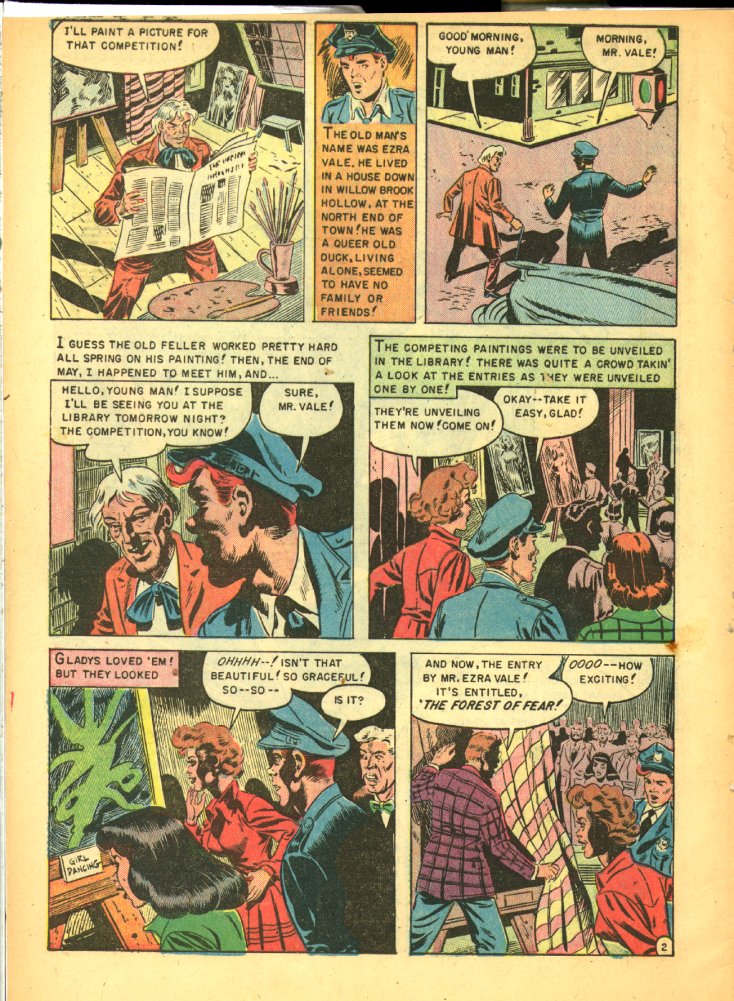 I'LL PAINT A PICTURE FOR
THAT COMPETITION!
THE OLD MAN'S
NAME WAS EZRA
VALE. HE LIVED
IN A HOUSE DOWN
IN WILLOW BROOK
HOLLOW, AT THE
NORTH END OF
TOWN! HE WAS
A QUEER OLD
DUCK, LIVING
ALONE, SEEMED
TO HAVE NO
FAMILY OR
FRIENDS!
GOOD MORNING,
YOUNG MAN!
MORNING,
MR. VALE!
I GUESS THE OLD FELLER WORKED PRETTY HARD
ALL SPRING ON HIS PAINTING! THEN, THE END OF
MAY, I HAPPENED TO MEET HIM, AND...
HELLO, YOUNG MAN! I SUPPOSE
I'LL BE SEEING YOU AT THE
LIBRARY TOMORROW NIGHT?
THE COMPETITION, YOU KNOW!
SURE,
MR. VALE!
THE COMPETING PAINTINGS WERE TO BE UNVEILED
IN THE LIBRARY! THERE WAS QUITE A CROWD TAKIN'
A LOOK AT THE ENTRIES AS THEY WERE UNVEILED
ONE BY ONE!
THEY'RE UNVEILING
THEM NOW! COME ON!
OKAY--TAKE IT
EASY, GLAD!
GLADYS LOVED 'EM!
BUT THEY LOOKED
OHHHH--! ISN'T THAT
BEAUTIFUL! SO GRACEFUL!
SO--SO--
IS IT?
GIRL
DANCING
AND NOW, THE ENTRY
BY MR. EZRA VALE!
IT'S ENTITLED,
'THE FOREST OF FEAR!'
OOOO--HOW
EXCITING!
2